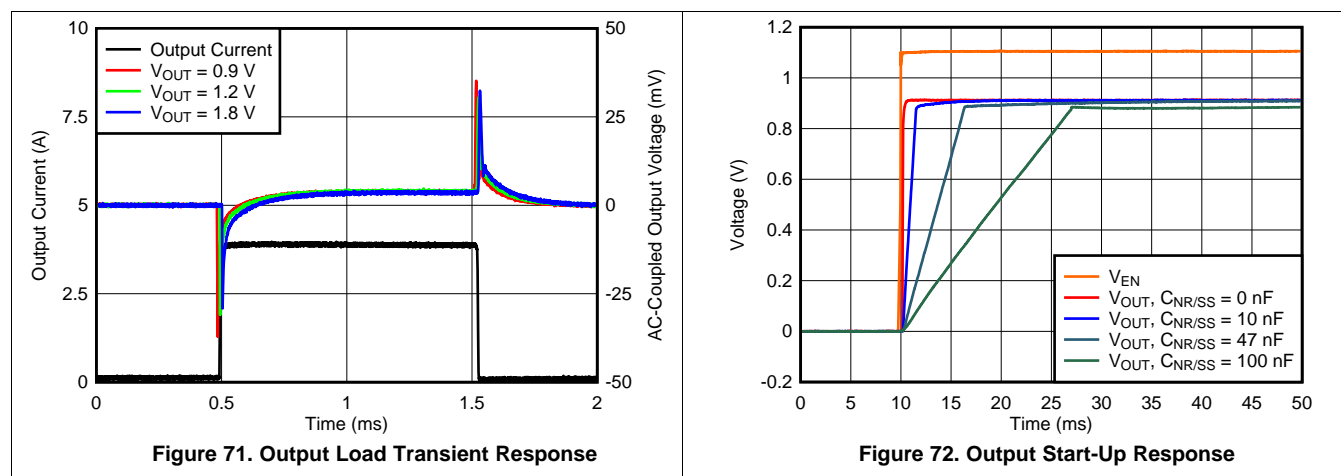 10
7.5
5
2.5
0
Output Current (A)
Output Current
VOUT = 0.9 V
VOUT = 1.2 V
VOUT = 1.8 V
50
25
0
-25
-50
AC-Coupled Output Voltage (mV)
0
0.5
1
1.5
2
Time (ms)
Figure 71. Output Load Transient Response
1.2
1
0.8
0.6
0.4
0.2
0
-0.2
Voltage (V)
VEN
VOUT, CNR/SS = 0 nF
VOUT, CNR/SS = 10 nF
VOUT, CNR/SS = 47 nF
VOUT, CNR/SS = 100 nF
0
5
10
15
20
25
30
35
40
45
50
Time (ms)
Figure 72. Output Start-Up Response